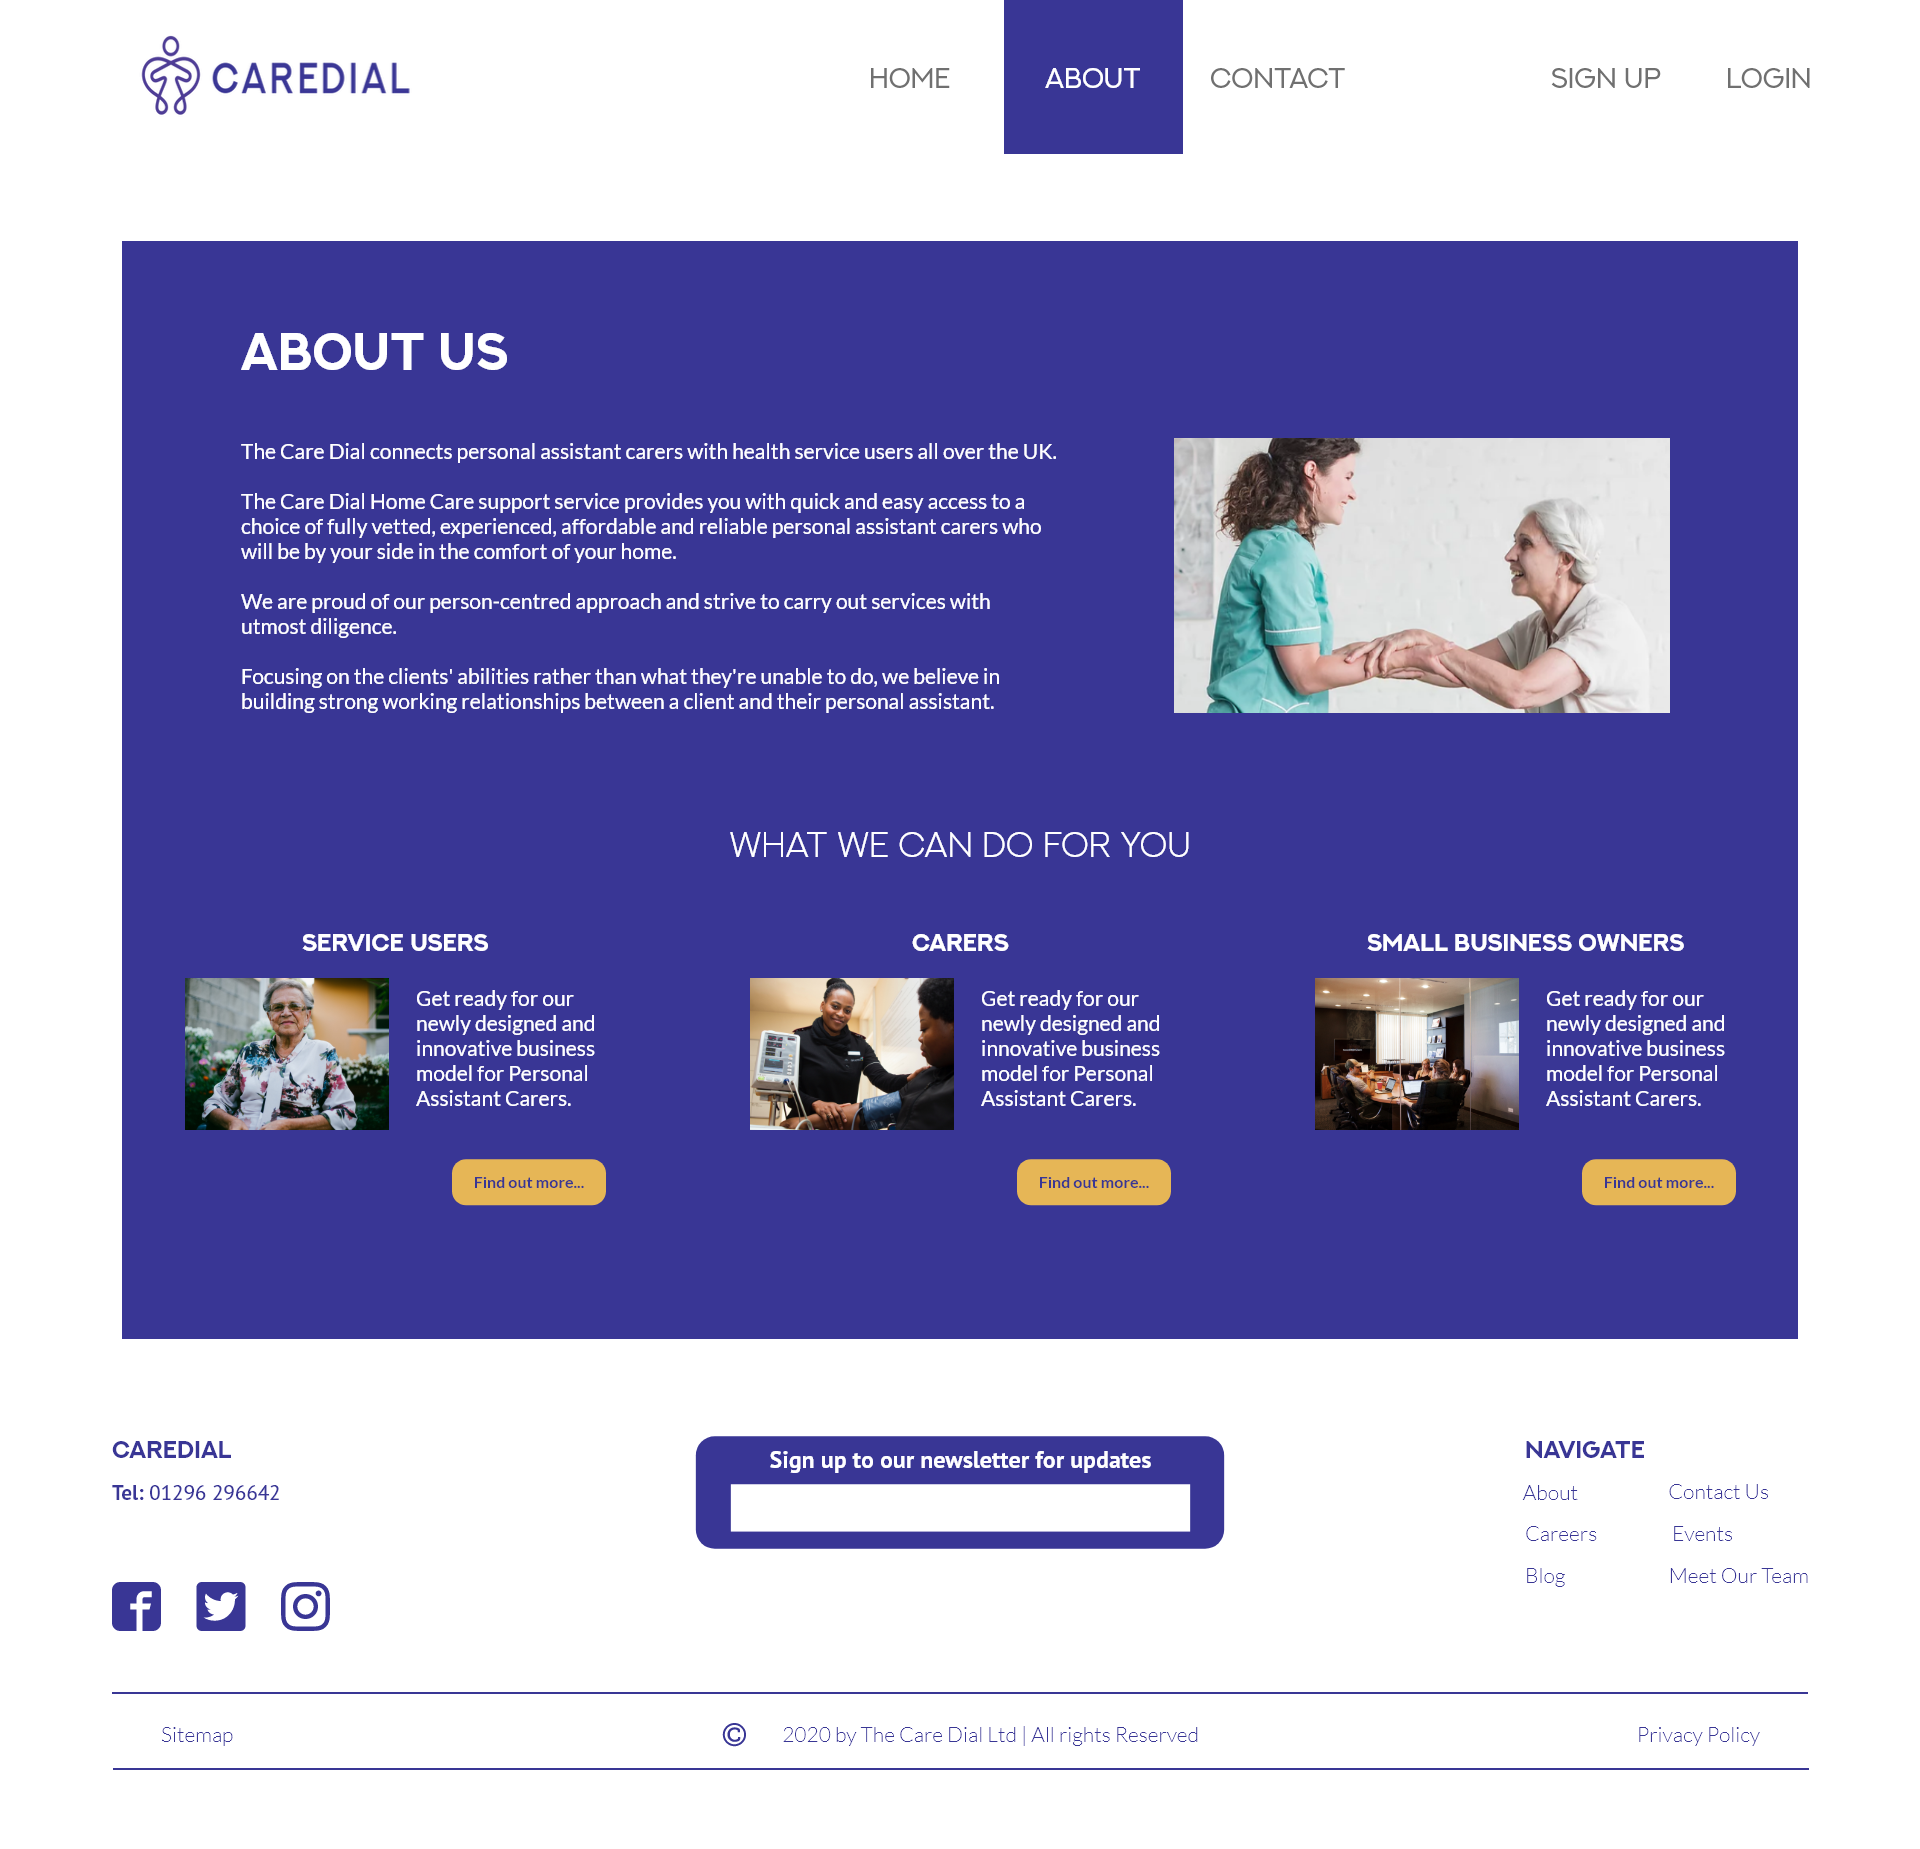 CAREDIAL
HOME
ABOUT
CONTACT
SIGN UP
LOGIN
ABOUT US
The Care Dial connects personal assistant carers with health service users all over the UK.
The Care Dial Home Care support service provides you with quick and easy access to a
choice of fully vetted, experienced, affordable and reliable personal assistant carers who
will be by your side in the comfort of your home.
We are proud of our person-centred approach and strive to carry out services with
utmost diligence.
Focusing on the clients' abilities rather than what they're unable to do, we believe in
building strong working relationships between a client and their personal assistant.
WHAT WE CAN DO FOR YOU
SERVICE USERS
Get ready for our
newly designed and
innovative business
model for Personal
Assistant Carers.
Find out more...
CARERS
Get ready for our
newly designed and
innovative business
model for Personal
Assistant Carers.
Find out more...
SMALL BUSINESS OWNERS
Get ready for our
newly designed and
innovative business
model for Personal
Assistant Carers.
Find out more...
CAREDIAL
Tel: 01296 296642
Sign up to our newsletter for updates
NAVIGATE
About
Contact Us
Careers
Events
Blog
Meet Our Team
Sitemap
© 2020 by The Care Dial Ltd | All rights Reserved
Privacy Policy